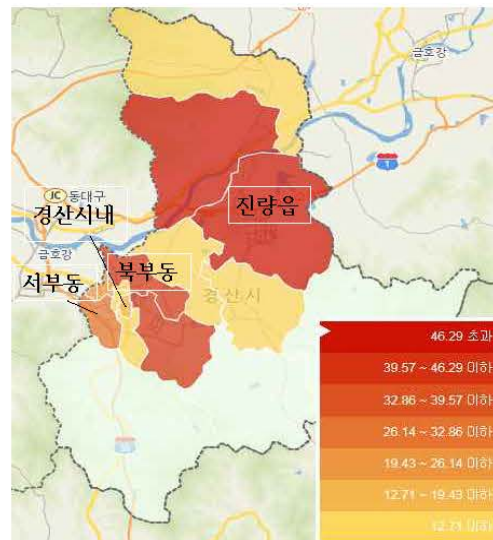 금호강
1
JC 동대구
경산시내
진량읍
금호강
서부동
북부동
경산시
46.29 초과
39.57 ~ 46.29 이하
32.86 ~ 39.57 이하
26.14 ~ 32.86 이하
19.43 ~ 26.14 이하
12.71 ~ 19.43 이하
12.71 이하